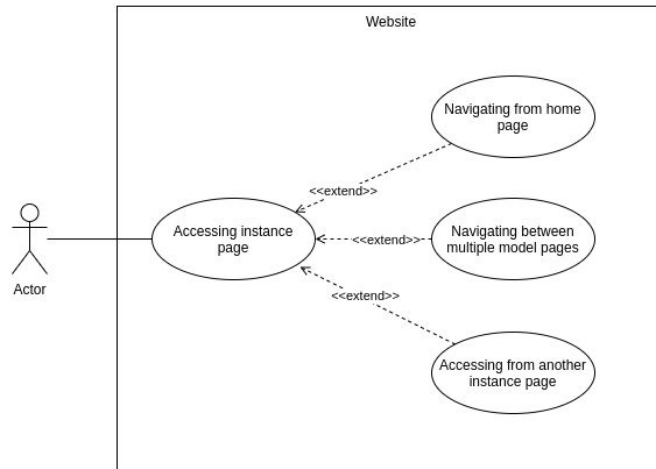 Website
Navigating from home
page
<<extend>>
Accessing instance
page
<<extend>>
Navigating between
multiple model pages
Actor
<<extend>>
Accessing from another
instance page